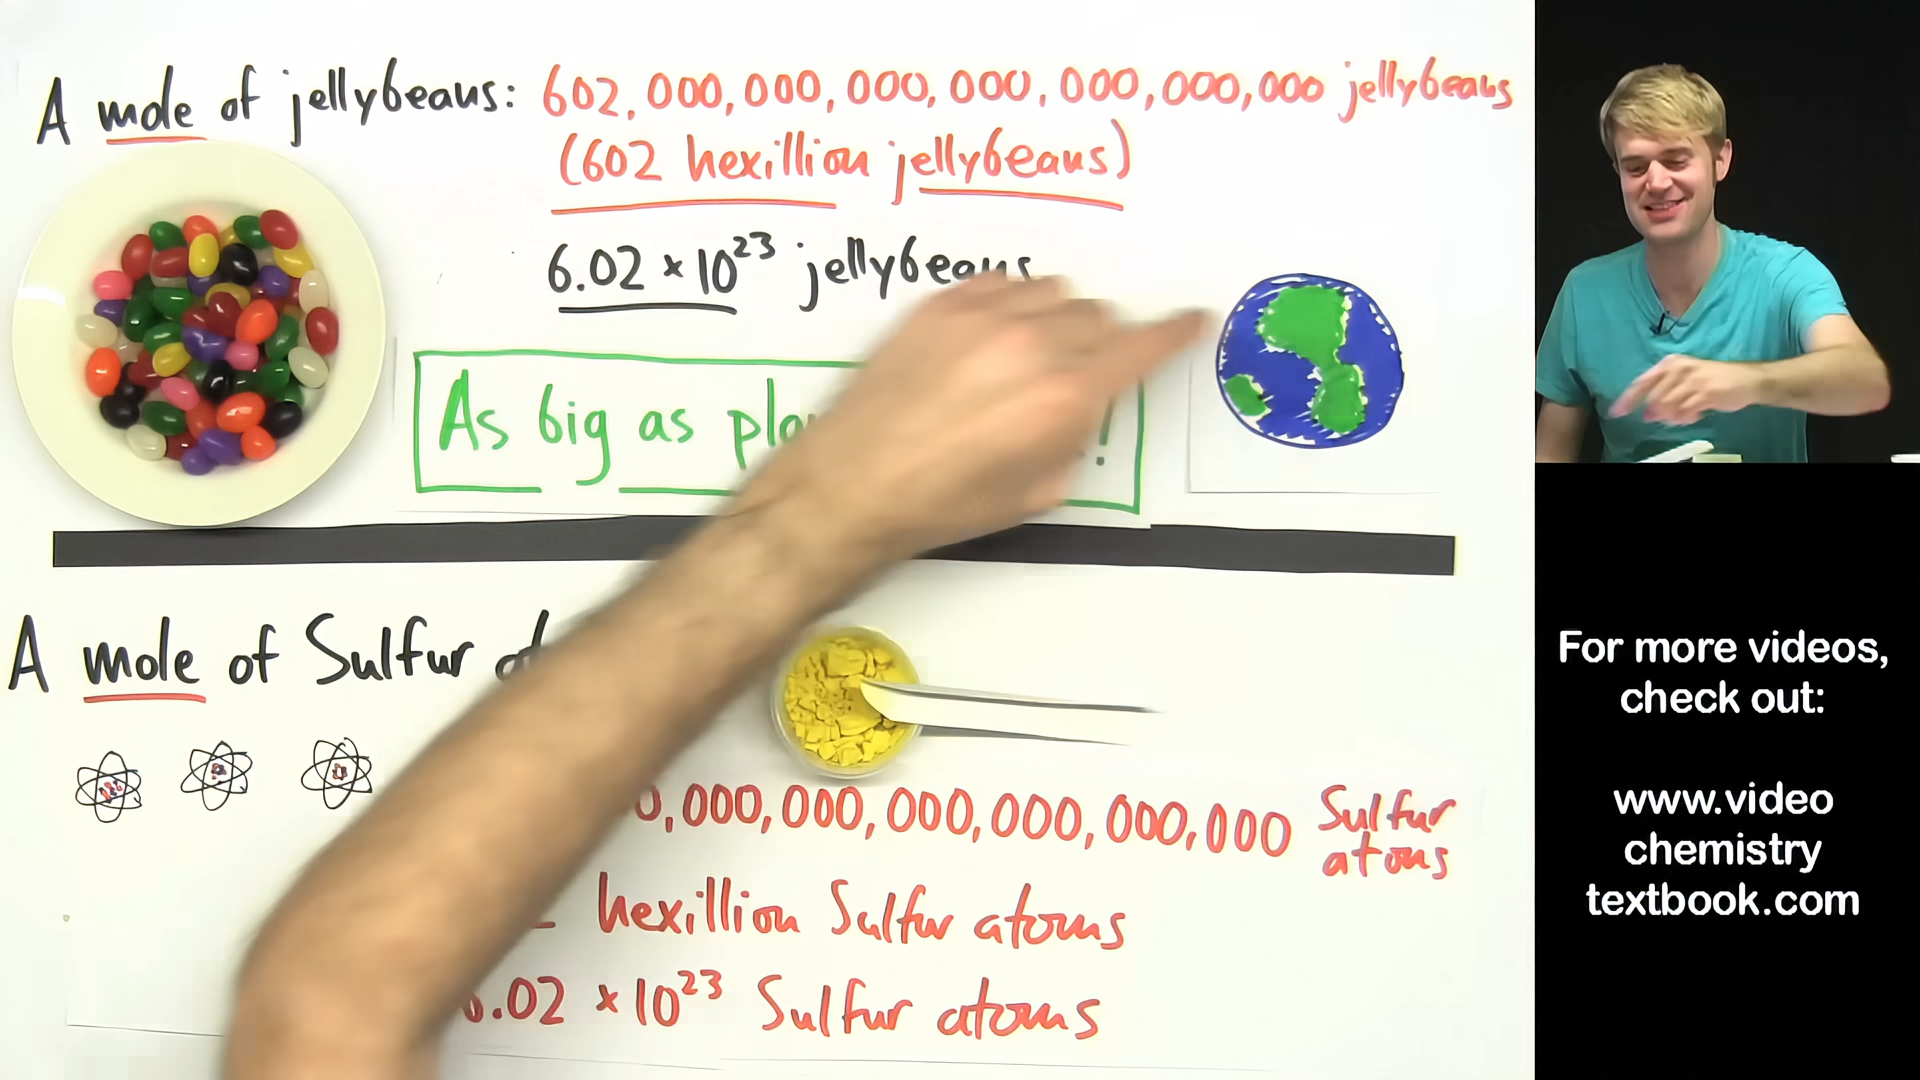 A mole of jellybeans: 602,000,000,000,000,000,000,000 jellybeans
(602 hexillion jellybeans)
6.02 × 10²³ jellybeans
As big as !
A mole of Sulfur
,000,000,000,000,000,000 Sulfur
atoms
hexillion Sulfur atoms
.02 × 10²³ Sulfur atoms
For more videos,
check out:
www.video
chemistry
textbook.com